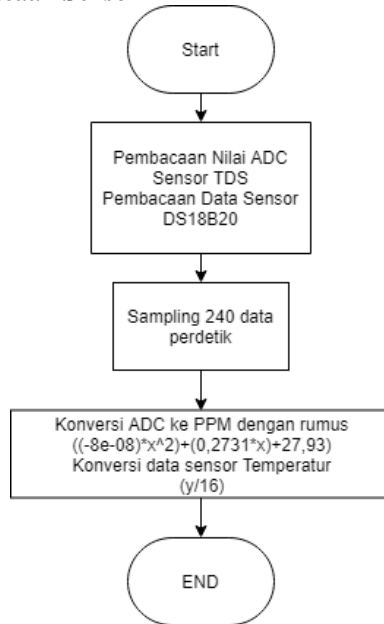 Start
Pembacaan Nilai ADC
Sensor TDS
Pembacaan Data Sensor
DS18B20
Sampling 240 data
perdetik
Konversi ADC ke PPM dengan rumus
((-8e-08)*x^2)+(0,2731*x)+27,93)
Konversi data sensor Temperatur
(y/16)
END